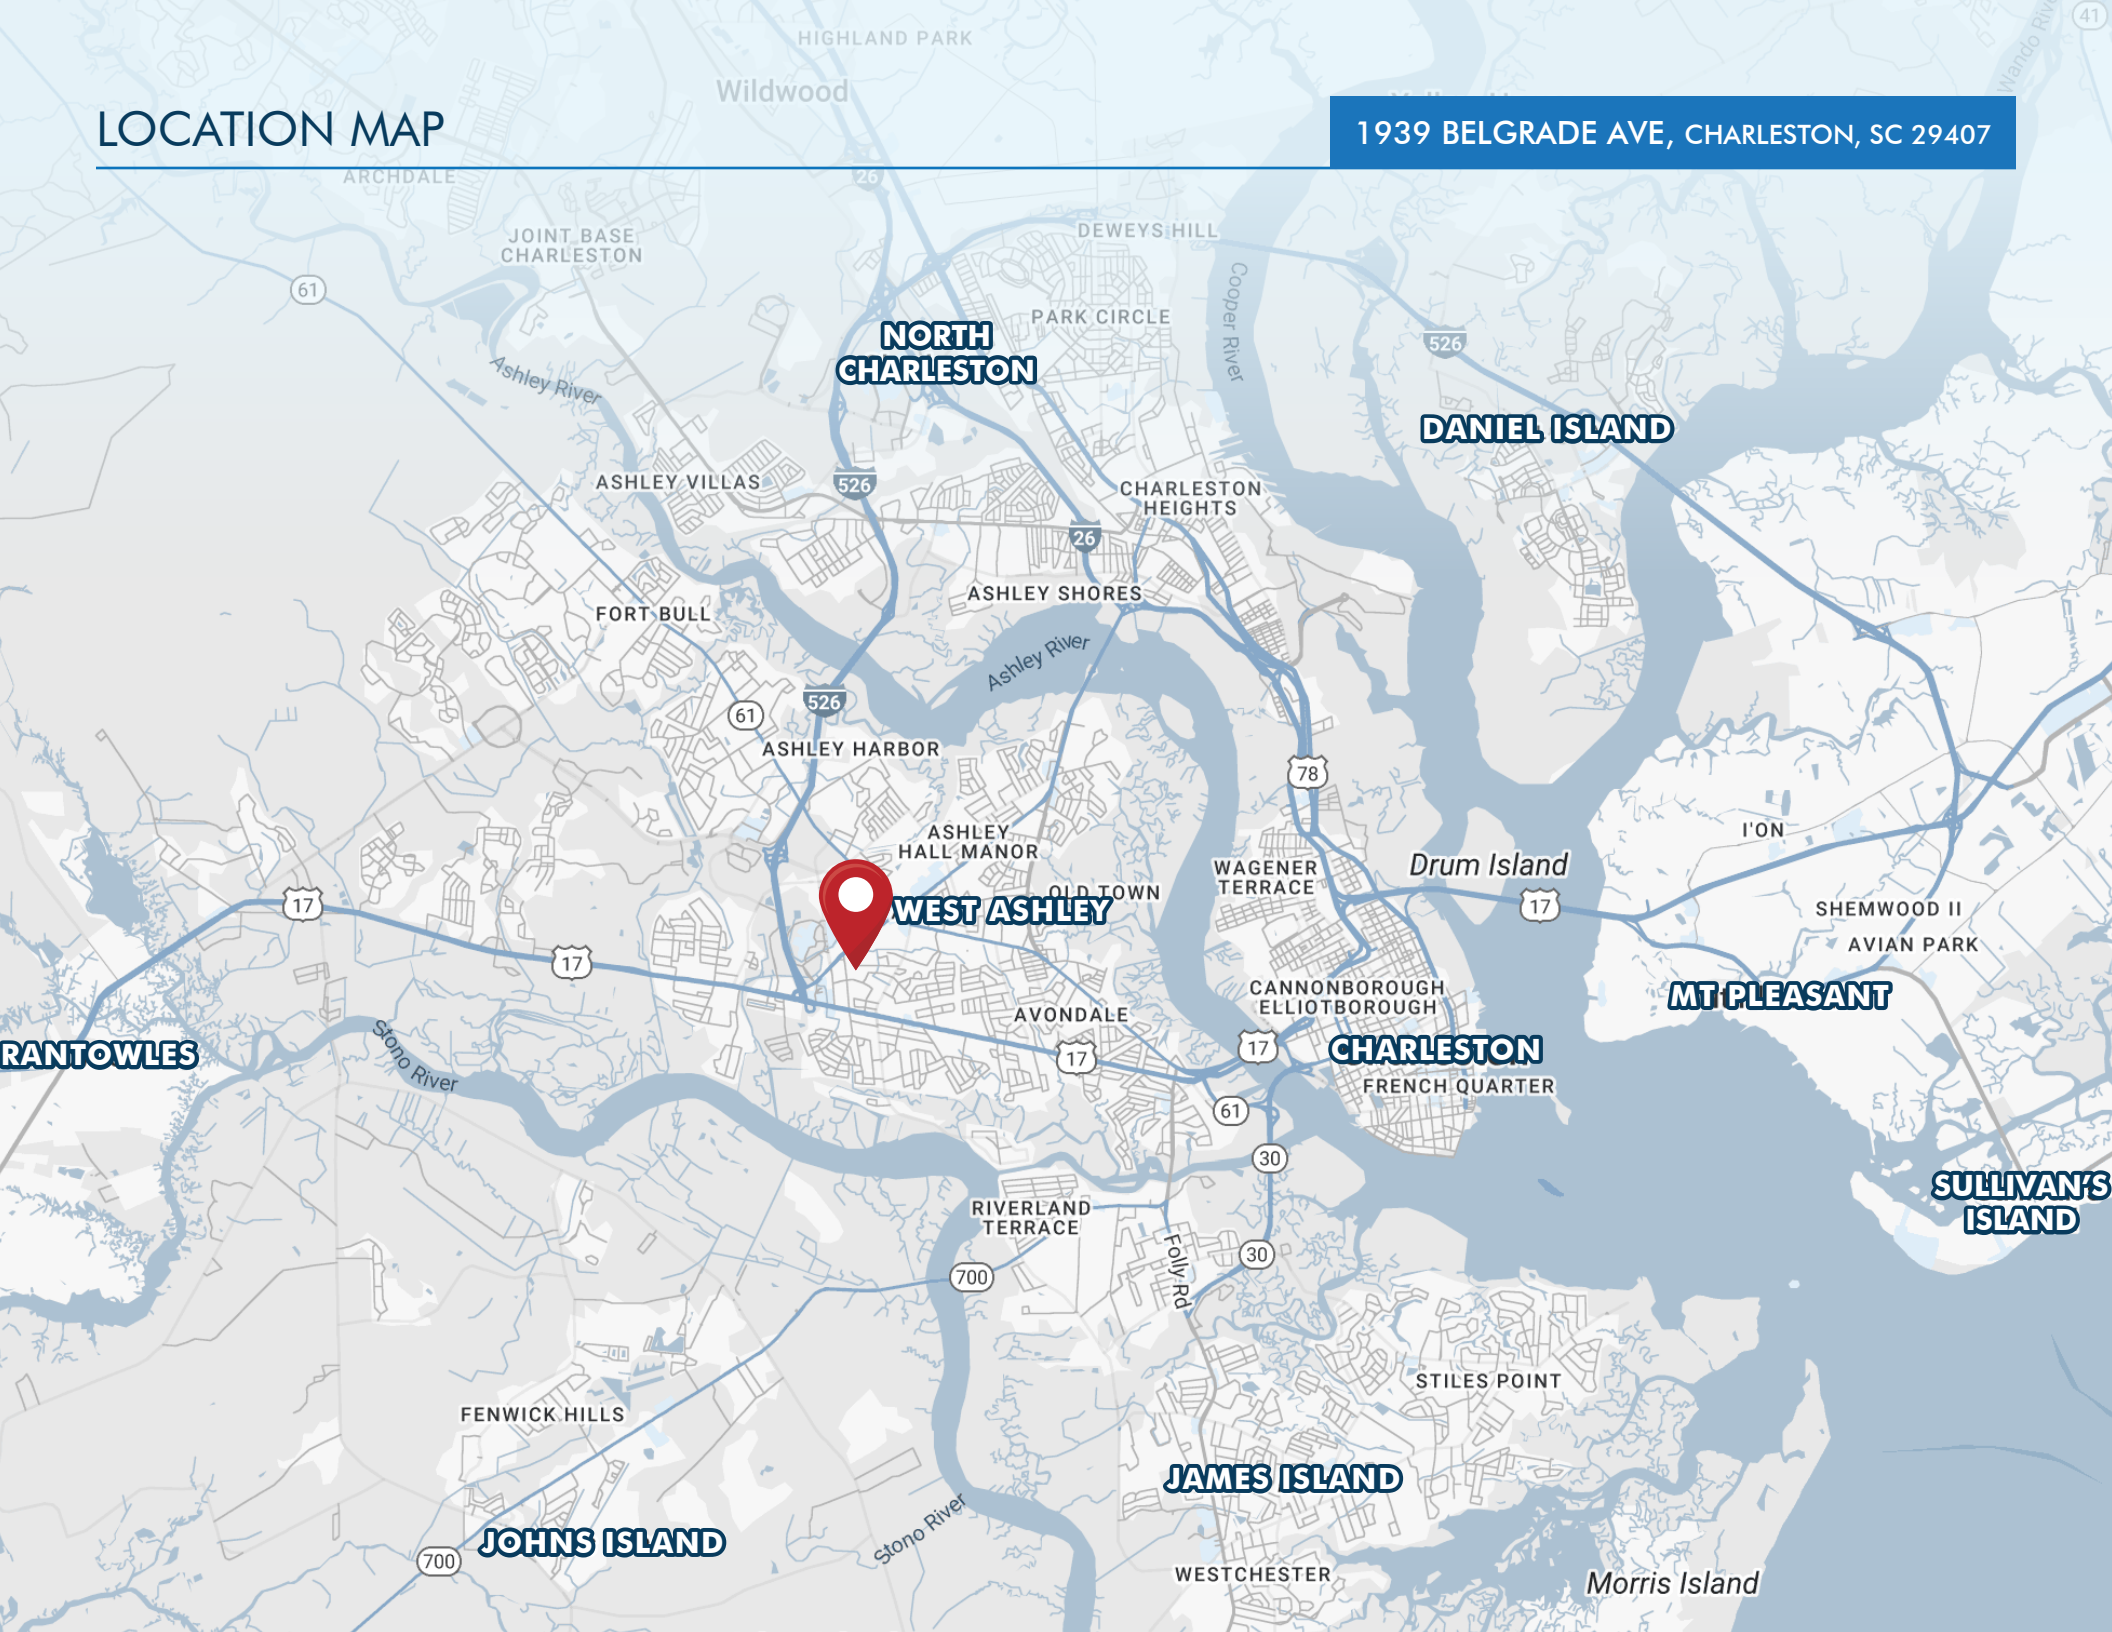 HIGHLAND PARK
41
Wildwood
Wando River
LOCATION MAP
1939 BELGRADE AVE, CHARLESTON, SC 29407
ARCHDALE
26
JOINT BASE
CHARLESTON
DEWEYS HILL
61
Cooper River
PARK CIRCLE
NORTH
CHARLESTON
526
Ashley River
DANIEL ISLAND
ASHLEY VILLAS
526
CHARLESTON
HEIGHTS
26
ASHLEY SHORES
FORT BULL
Ashley River
526
61
ASHLEY HARBOR
78
ASHLEY
HALL MANOR
I'ON
Drum Island
WAGENER
TERRACE
OLD TOWN
WEST ASHLEY
17
17
SHEMWOOD II
AVIAN PARK
17
CANNONBOROUGH
ELLIOTBOROUGH
MT PLEASANT
AVONDALE
Stono River
RANTOWLES
17
17
CHARLESTON
FRENCH QUARTER
61
30
SULLIVAN'S
ISLAND
RIVERLAND
TERRACE
Folly Rd
30
700
STILES POINT
FENWICK HILLS
JAMES ISLAND
Stono River
JOHNS ISLAND
700
WESTCHESTER
Morris Island